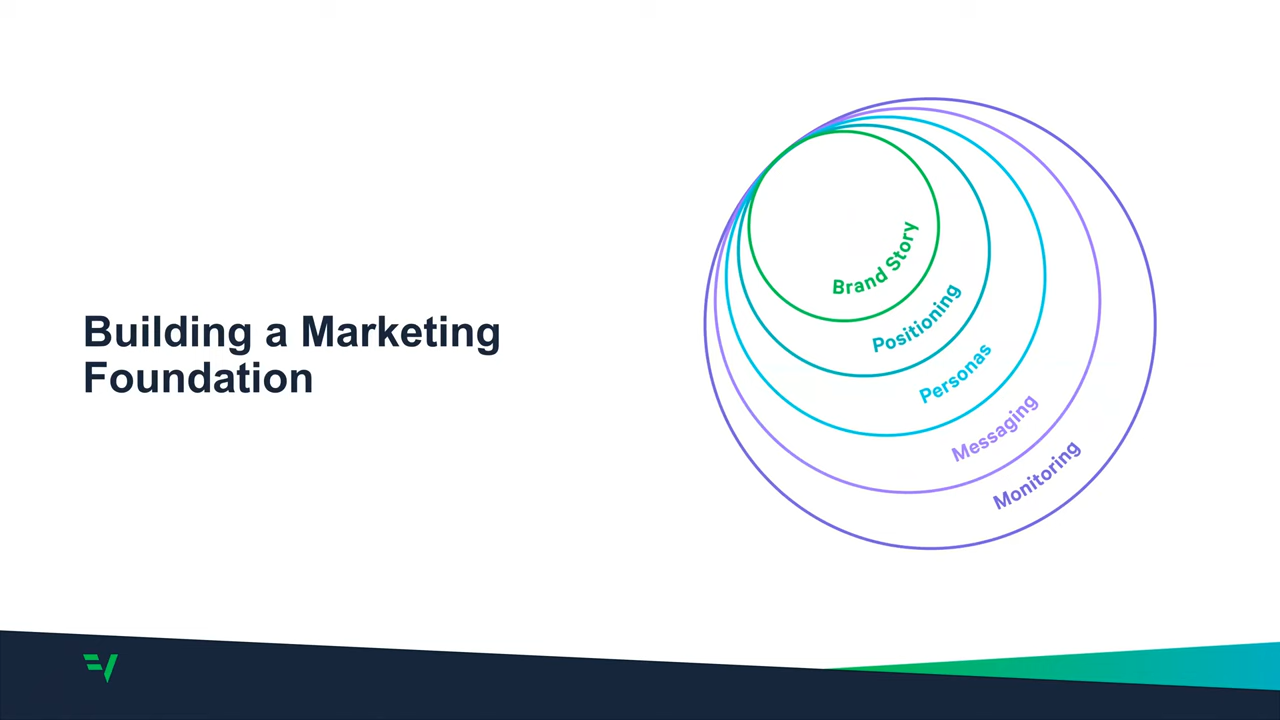 Building a Marketing
Foundation
Brand Story
Positioning
Personas
Messaging
Monitoring